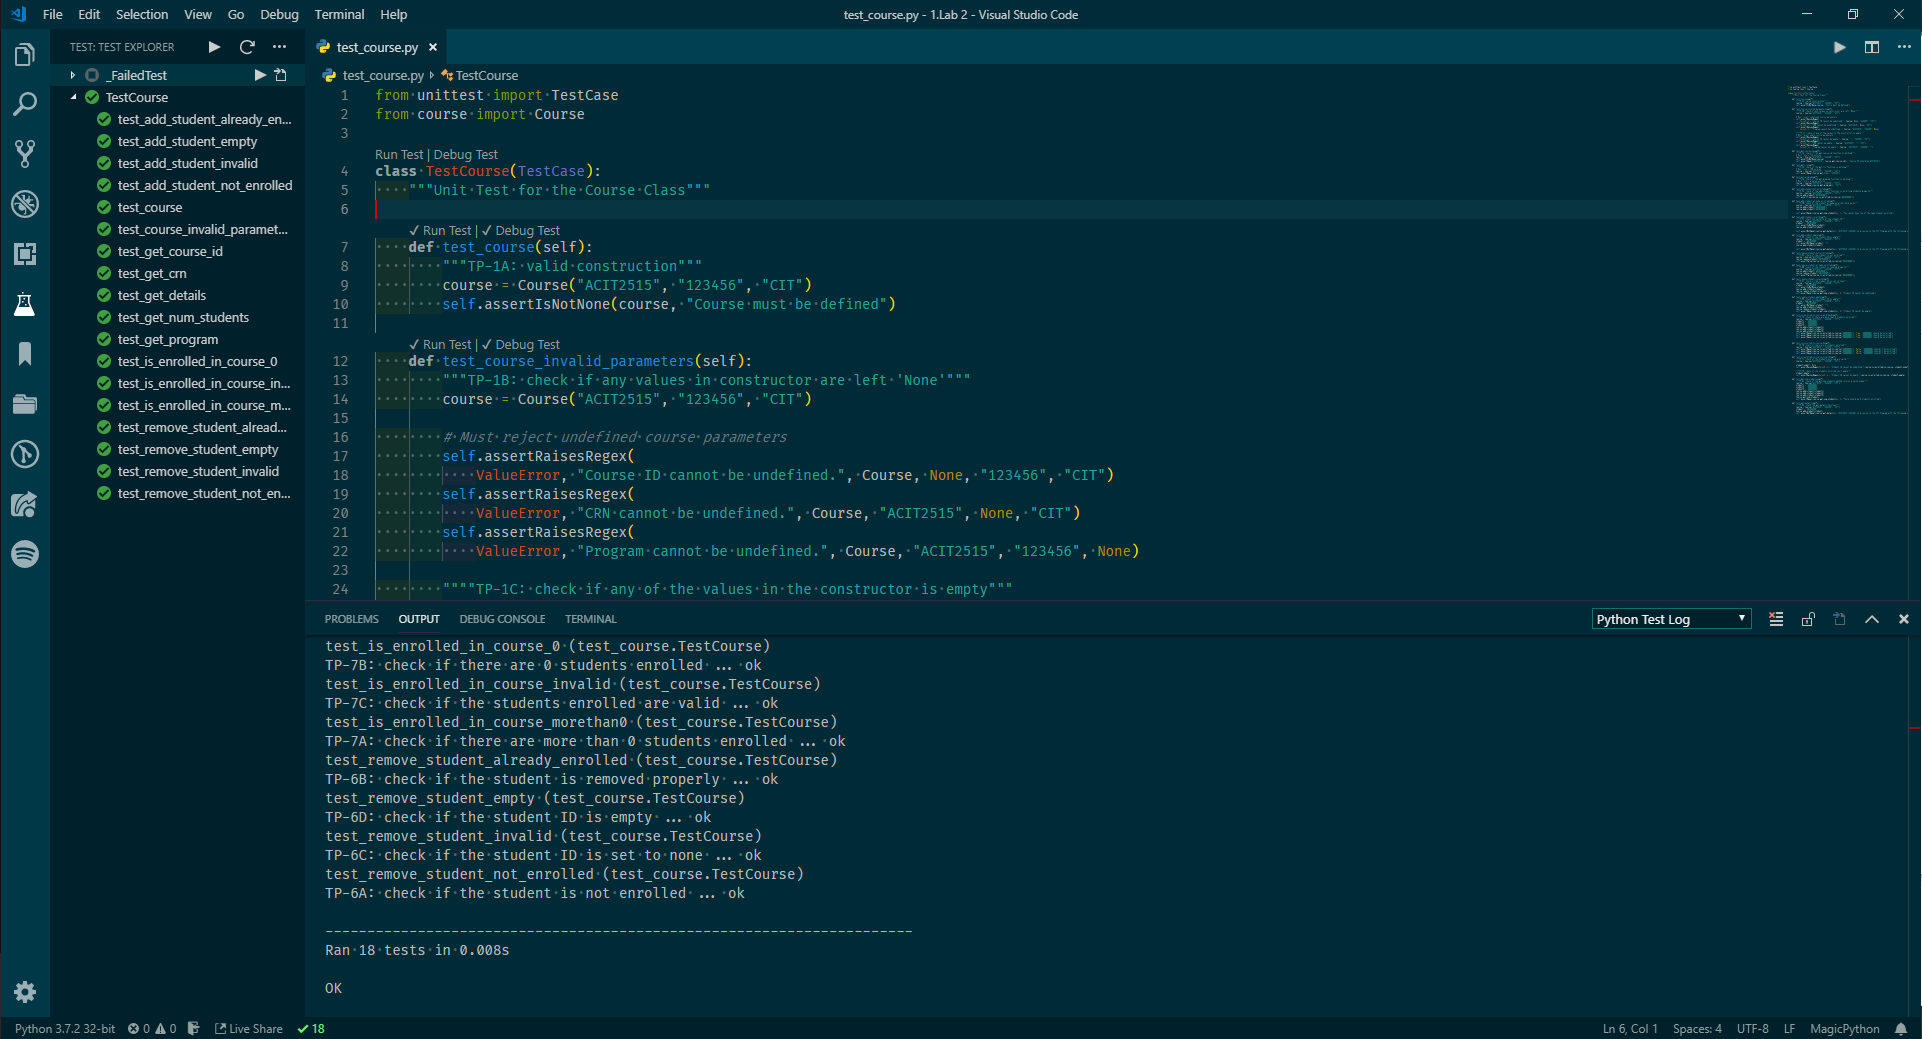 File Edit Selection View Go Debug Terminal Help
test_course.py - 1.Lab 2 - Visual Studio Code
TEST: TEST EXPLORER
_FailedTest
TestCourse
test_add_student_already_en...
test_add_student_empty
test_add_student_invalid
test_add_student_not_enrolled
test_course
test_course_invalid_paramet...
test_get_course_id
test_get_crn
test_get_details
test_get_num_students
test_get_program
test_is_enrolled_in_course_0
test_is_enrolled_in_course_in...
test_is_enrolled_in_course_m...
test_remove_student_alread...
test_remove_student_empty
test_remove_student_invalid
test_remove_student_not_en...
test_course.py
test_course.py TestCourse
1 from unittest import TestCase
2 from course import Course
3
Run Test | Debug Test
4 class TestCourse(TestCase):
5 """Unit Test for the Course Class"""
6
✓ Run Test | ✓ Debug Test
7 def test_course(self):
8 """TP-1A: valid construction"""
9 course = Course("ACIT2515", "123456", "CIT")
10 self.assertIsNotNone(course, "Course must be defined")
11
✓ Run Test | ✓ Debug Test
12 def test_course_invalid_parameters(self):
13 """TP-1B: check if any values in constructor are left 'None'"""
14 course = Course("ACIT2515", "123456", "CIT")
15
16 # Must reject undefined course parameters
17 self.assertRaisesRegex(
18 ValueError, "Course ID cannot be undefined.", Course, None, "123456", "CIT")
19 self.assertRaisesRegex(
20 ValueError, "CRN cannot be undefined.", Course, "ACIT2515", None, "CIT")
21 self.assertRaisesRegex(
22 ValueError, "Program cannot be undefined.", Course, "ACIT2515", "123456", None)
23
24 """"TP-1C: check if any of the values in the constructor is empty"""
PROBLEMS OUTPUT DEBUG CONSOLE TERMINAL
Python Test Log
test_is_enrolled_in_course_0 (test_course.TestCourse)
TP-7B: check if there are 0 students enrolled ... ok
test_is_enrolled_in_course_invalid (test_course.TestCourse)
TP-7C: check if the students enrolled are valid ... ok
test_is_enrolled_in_course_morethan0 (test_course.TestCourse)
TP-7A: check if there are more than 0 students enrolled ... ok
test_remove_student_already_enrolled (test_course.TestCourse)
TP-6B: check if the student is removed properly ... ok
test_remove_student_empty (test_course.TestCourse)
TP-6D: check if the student ID is empty ... ok
test_remove_student_invalid (test_course.TestCourse)
TP-6C: check if the student ID is set to none ... ok
test_remove_student_not_enrolled (test_course.TestCourse)
TP-6A: check if the student is not enrolled ... ok
----------------------------------------------------------------------
Ran 18 tests in 0.008s
OK
Python 3.7.2 32-bit 0 0 Live Share ✓ 18
Ln 6, Col 1 Spaces: 4 UTF-8 LF MagicPython